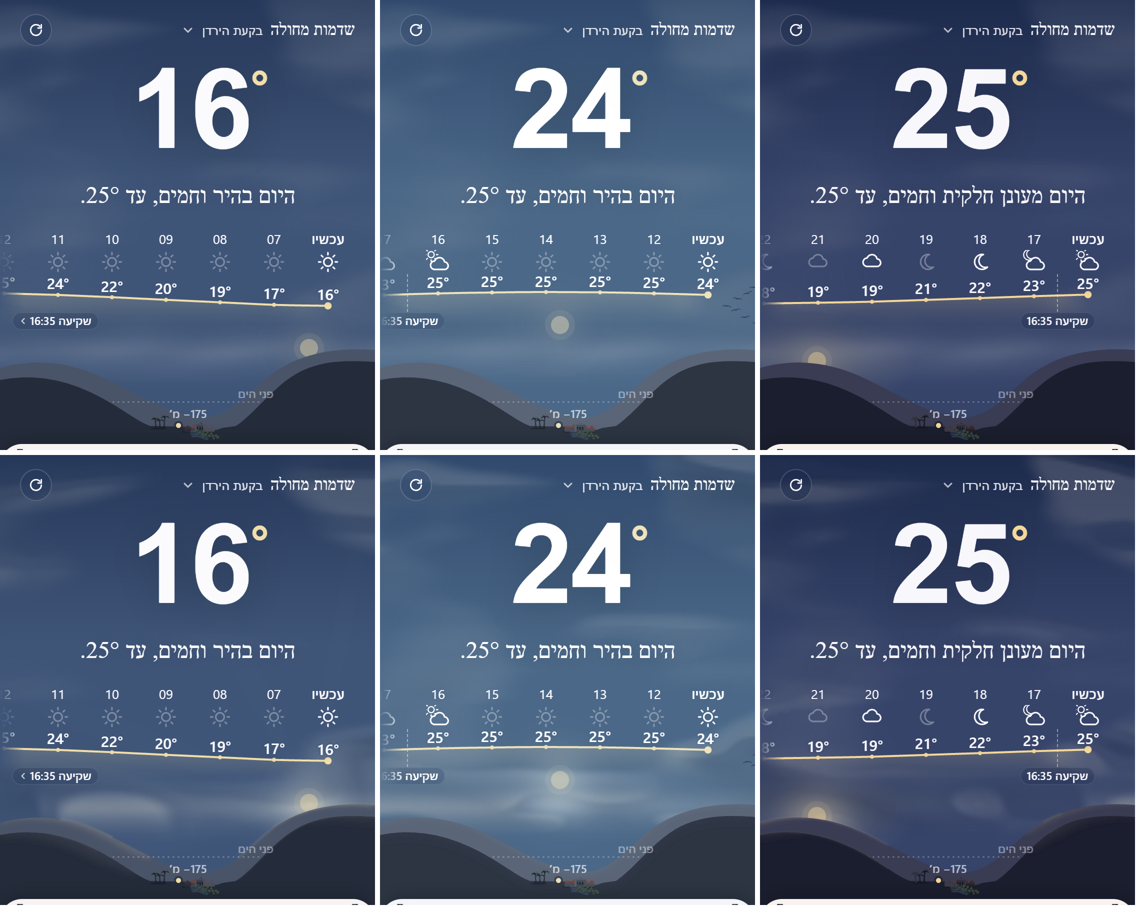 שדמות מחולה בקעת הירדן
16°
היום בהיר וחמים, עד 25°.
עכשיו 07 08 09 10 11
16° 17° 19° 20° 22° 24°
שקיעה 16:35
פני הים
175– מ׳
שדמות מחולה בקעת הירדן
24°
היום בהיר וחמים, עד 25°.
עכשיו 12 13 14 15 16
24° 25° 25° 25° 25° 25°
שקיעה 16:35
פני הים
175– מ׳
שדמות מחולה בקעת הירדן
25°
היום מעונן חלקית וחמים, עד 25°.
עכשיו 17 18 19 20 21
25° 23° 22° 21° 19° 19°
שקיעה 16:35
פני הים
175– מ׳
שדמות מחולה בקעת הירדן
16°
היום בהיר וחמים, עד 25°.
עכשיו 07 08 09 10 11
16° 17° 19° 20° 22° 24°
שקיעה 16:35
פני הים
175– מ׳
שדמות מחולה בקעת הירדן
24°
היום בהיר וחמים, עד 25°.
עכשיו 12 13 14 15 16
24° 25° 25° 25° 25° 25°
שקיעה 16:35
פני הים
175– מ׳
שדמות מחולה בקעת הירדן
25°
היום מעונן חלקית וחמים, עד 25°.
עכשיו 17 18 19 20 21
25° 23° 22° 21° 19° 19°
שקיעה 16:35
פני הים
175– מ׳